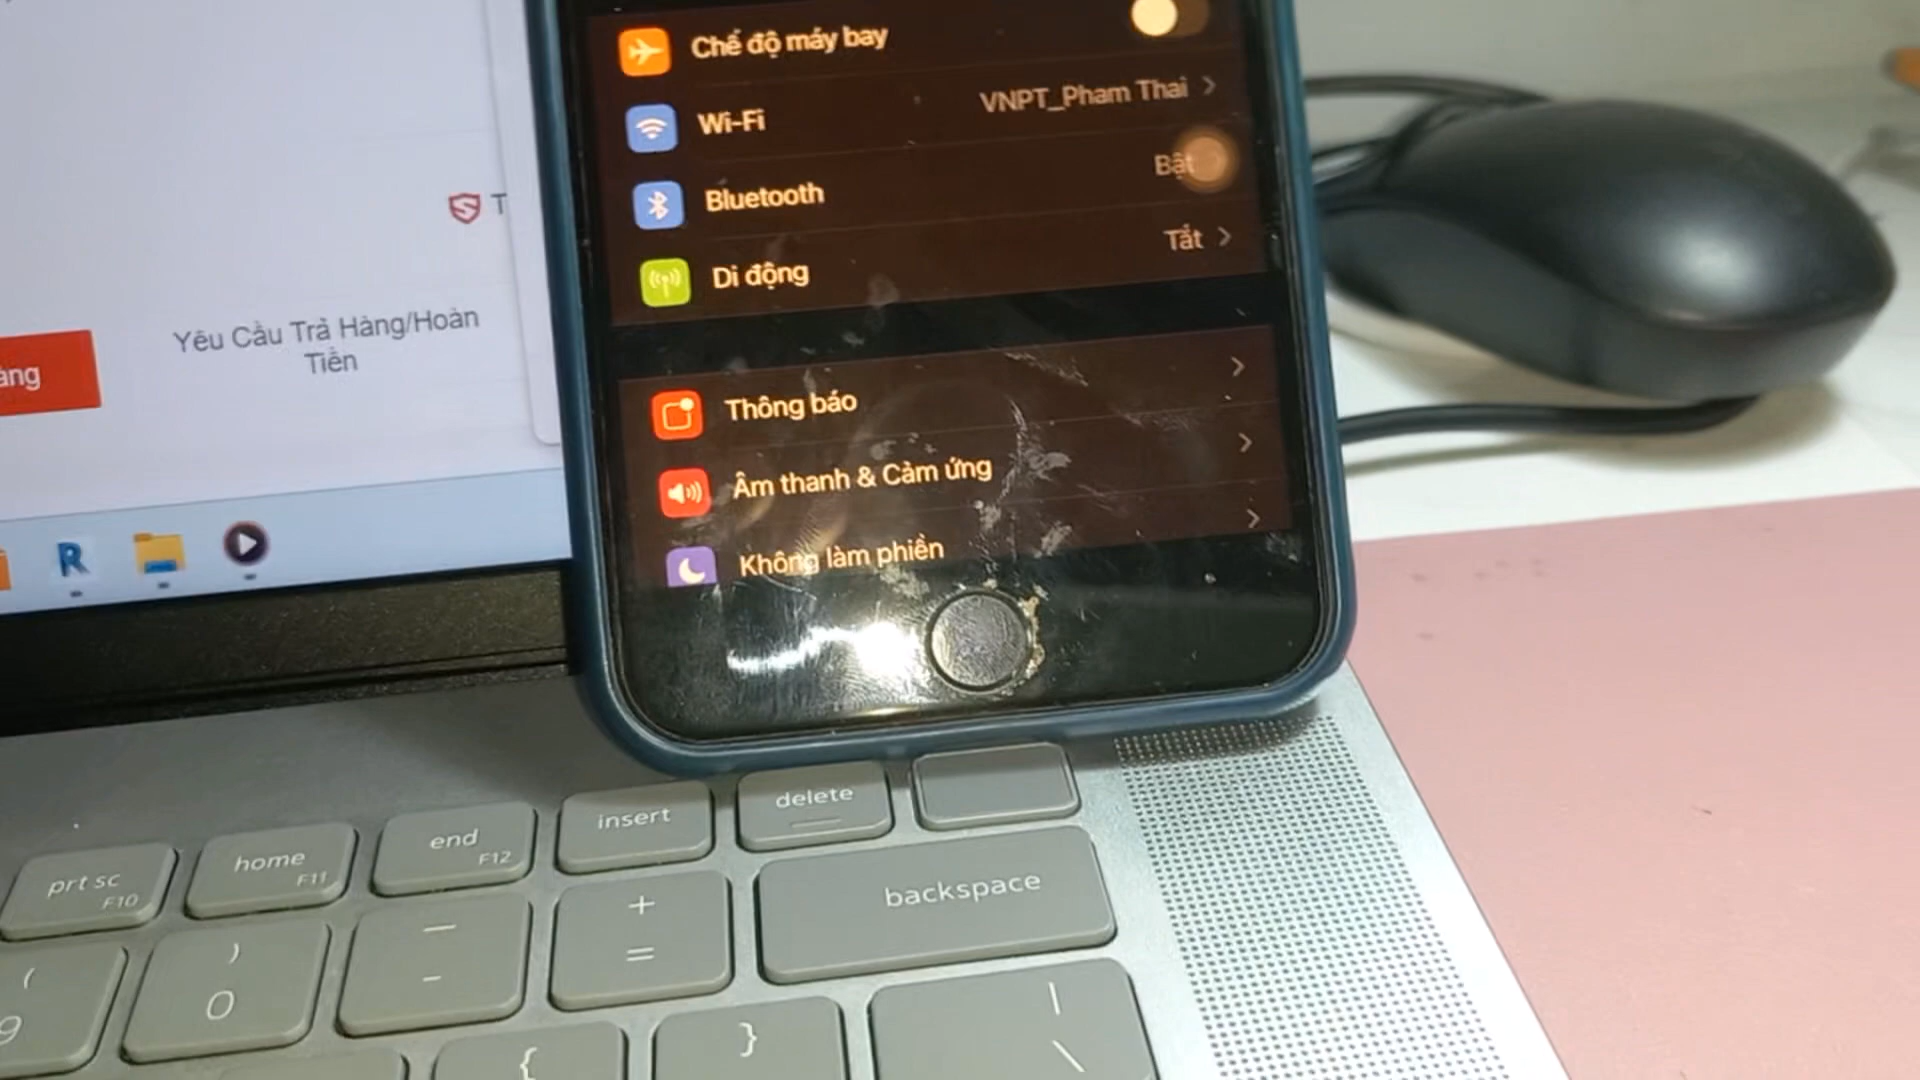 Chế độ máy bay
Wi-Fi VNPT_Pham Thai
Bluetooth Bật
Di động Tắt
Thông báo
Âm thanh & Cảm ứng
Không làm phiền
T
Yêu Cầu Trả Hàng/Hoàn
Tiền
àng
R
prt sc
F10
home
F11
end
F12
insert
delete
backspace
+
=
—
-
)
0
(
9
{
}
|
\